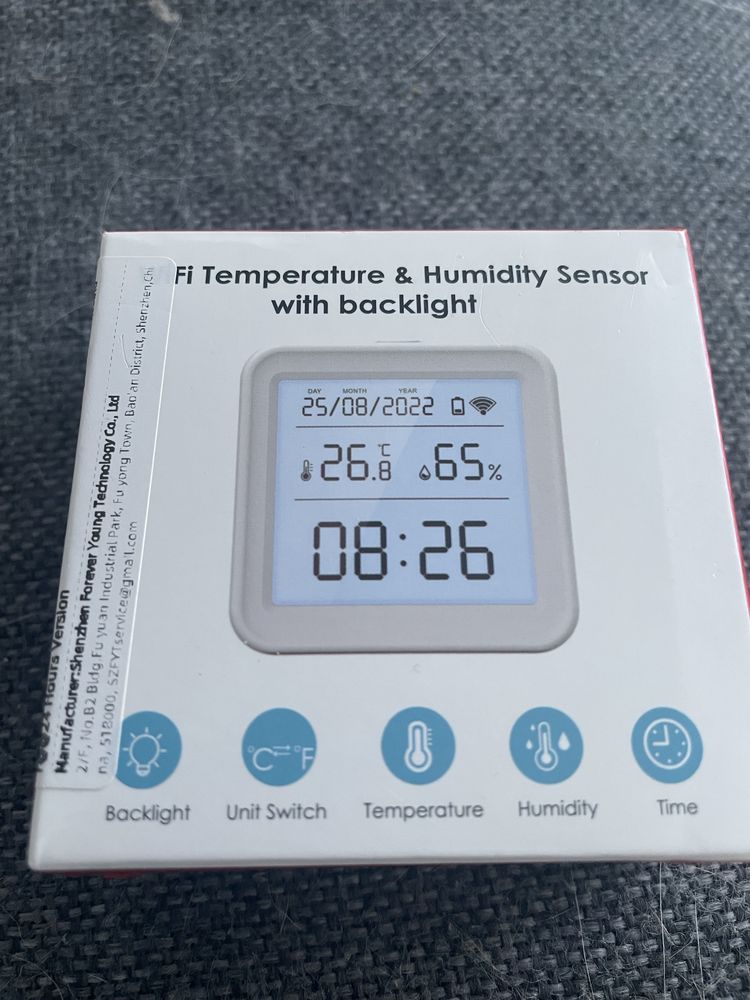 Fi Temperature & Humidity Sensor
with backlight
DAY MONTH YEAR
25/08/2022
26.8 °C 65%
08:26
°C °F
Backlight Unit Switch Temperature Humidity Time
24 Hours Version
Manufacturer:Shenzhen Forever Young Technology Co., Ltd
2/F, No.B2 Bldg,Fu yuan Industrial Park, Fu yong Town, Bao'an District, Shenzhen,Chi
na, 518000, SZFYTservice@gmail.com